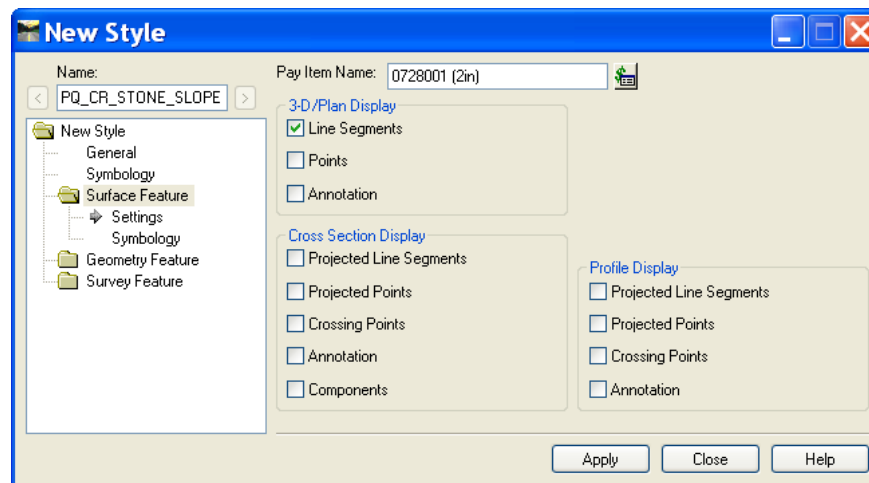 New Style
Name:
PQ_CR_STONE_SLOPE
New Style
General
Symbology
Surface Feature
Settings
Symbology
Geometry Feature
Survey Feature
Pay Item Name: 0728001 (2in)
3-D/Plan Display
Line Segments
Points
Annotation
Cross Section Display
Projected Line Segments
Projected Points
Crossing Points
Annotation
Components
Profile Display
Projected Line Segments
Projected Points
Crossing Points
Annotation
Apply
Close
Help